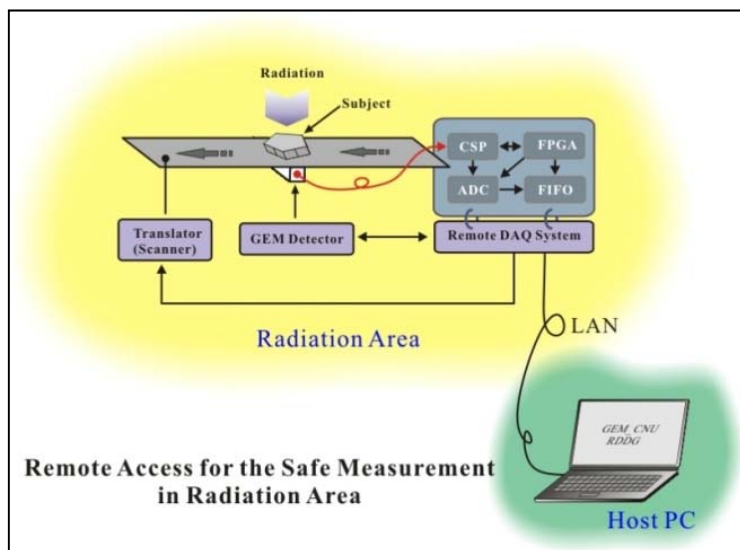 Radiation
Subject
CSP
FPGA
ADC
FIFO
Translator
(Scanner)
GEM Detector
Remote DAQ System
Radiation Area
LAN
GEM_CNU
RDDG
Remote Access for the Safe Measurement
in Radiation Area
Host PC